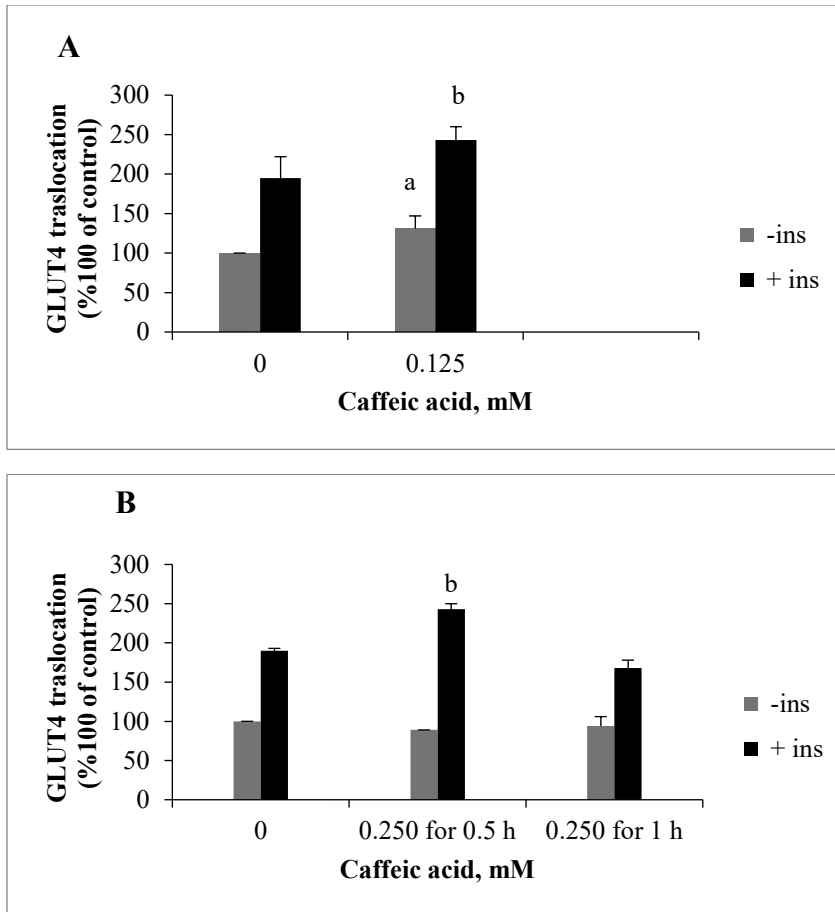 A
GLUT4 traslocation
(%100 of control)
300
250
200
150
100
50
0
a
b
0
0.125
Caffeic acid, mM
-ins
+ ins
B
GLUT4 traslocation
(%100 of control)
300
250
200
150
100
50
0
b
0
0.250 for 0.5 h
0.250 for 1 h
Caffeic acid, mM
-ins
+ ins